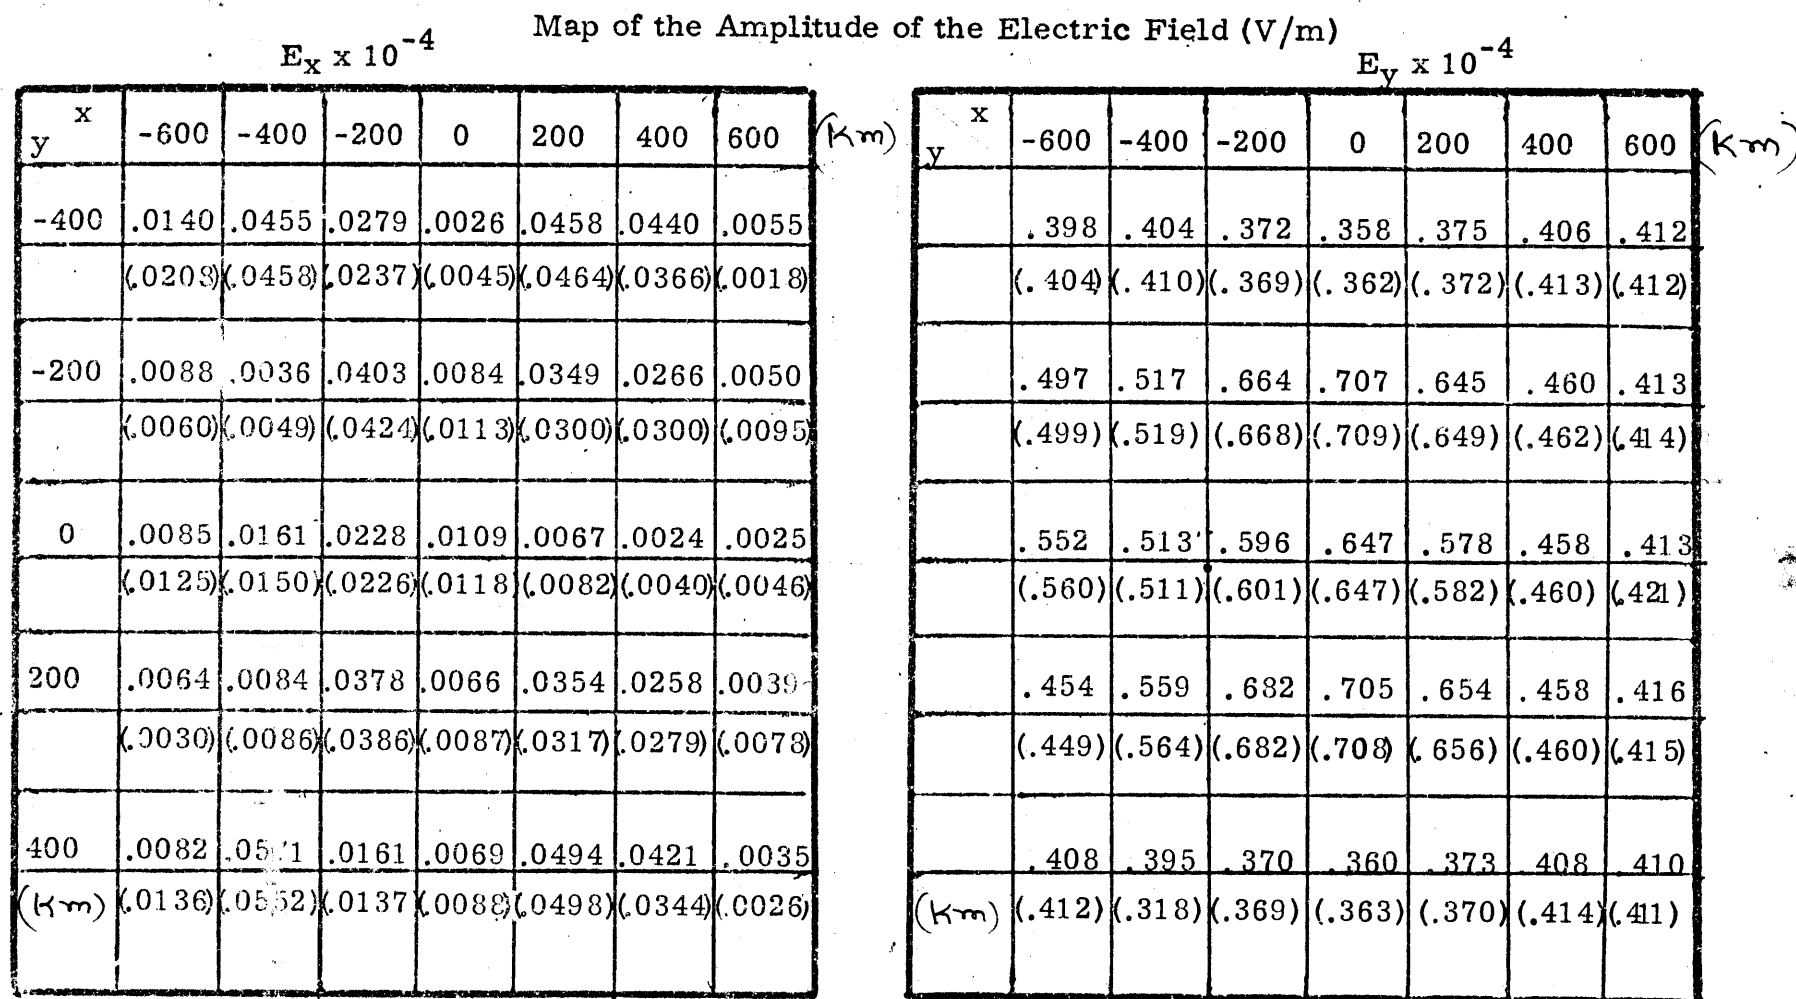 Map of the Amplitude of the Electric Field (V/m)
Ex x 10-4
x
y -600 -400 -200 0 200 400 600 (Km)
-400 .0140 .0455 .0279 .0026 .0458 .0440 .0055
(.0208) (.0458) (.0237) (.0045) (.0464) (.0366) (.0018)
-200 .0088 .0036 .0403 .0084 .0349 .0266 .0050
(.0060) (.0049) (.0424) (.0113) (.0300) (.0300) (.0095)
0 .0085 .0161 .0228 .0109 .0067 .0024 .0025
(.0125) (.0150) (.0226) (.0118) (.0082) (.0040) (.0046)
200 .0064 .0084 .0378 .0066 .0354 .0258 .0039
(.0030) (.0086) (.0386) (.0087) (.0317) (.0279) (.0078)
400 .0082 .0161 .0069 .0494 .0421 .0035
(Km) (.0136) (.0552) (.0137) (.0088) (.0498) (.0344) (.0026)
Ey x 10-4
x
y -600 -400 -200 0 200 400 600 (Km)
.398 .404 .372 .358 .375 .406 .412
(.404) (.410) (.369) (.362) (.372) (.413) (.412)
.497 .517 .664 .707 .645 .460 .413
(.499) (.519) (.668) (.709) (.649) (.462) (.414)
.552 .513 .596 .647 .578 .458 .413
(.560) (.511) (.601) (.647) (.582) (.460) (.421)
.454 .559 .682 .705 .654 .458 .416
(.449) (.564) (.682) (.708) (.656) (.460) (.415)
.408 .395 .370 .360 .373 .408 .410
(Km) (.412) (.318) (.369) (.363) (.370) (.414) (.411)